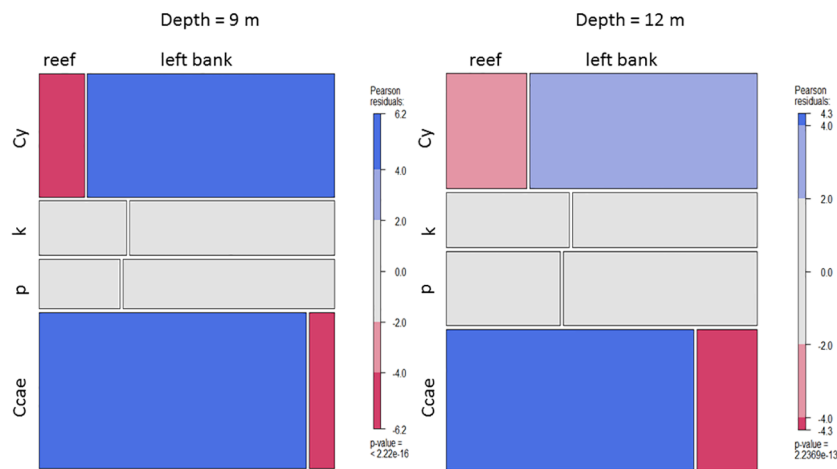 Depth = 9 m
Depth = 12 m
reef
left bank
reef
left bank
Cy
k
p
Ccae
Pearson
residuals:
6.2
4.0
2.0
0.0
-2.0
-4.0
-6.2
p-value =
< 2.22e-16
Cy
k
p
Ccae
Pearson
residuals:
4.3
4.0
2.0
0.0
-2.0
-4.0
-4.3
p-value =
2.2369e-13